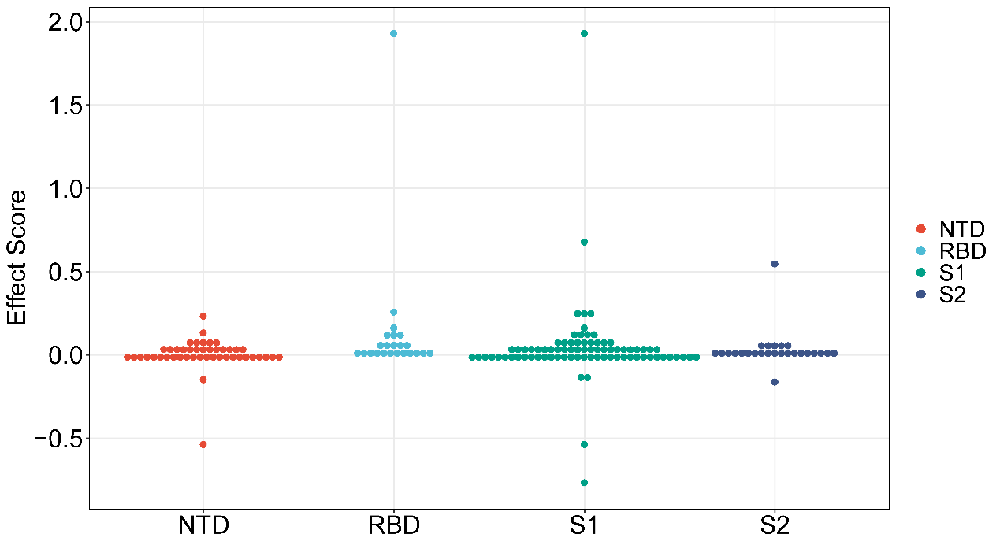 Effect Score
2.0
1.5
1.0
0.5
0.0
−0.5
NTD RBD S1 S2
NTD
RBD
S1
S2